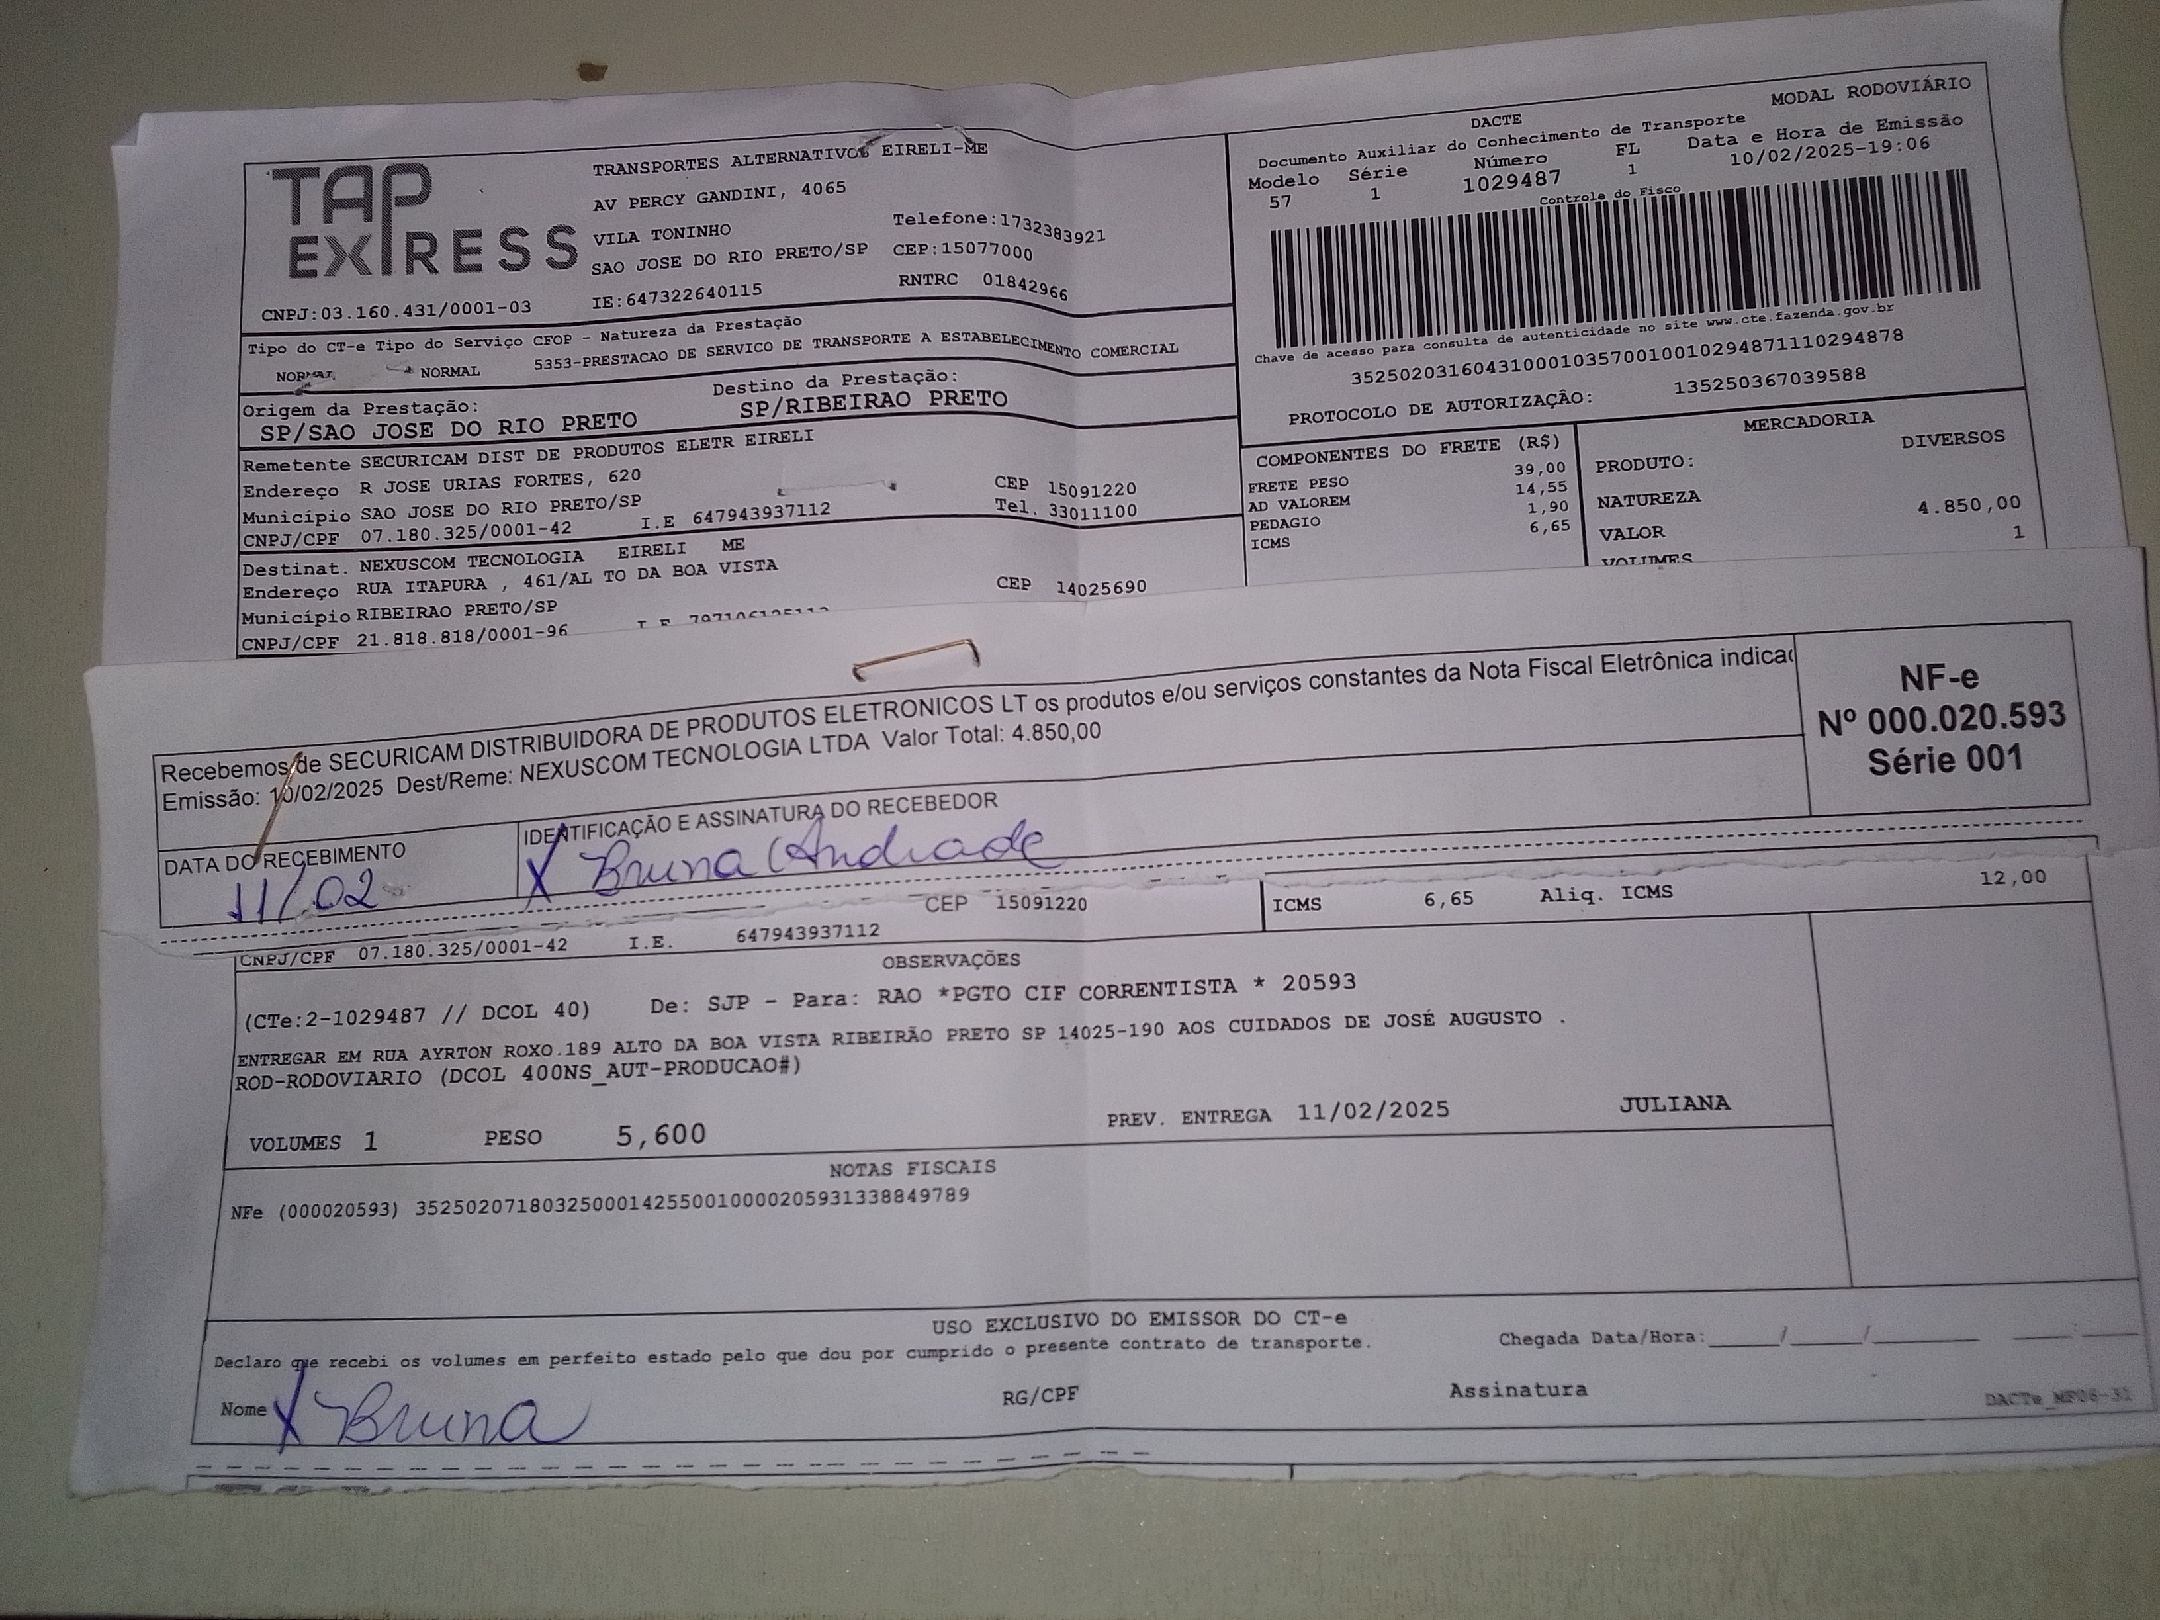 TAP EXPRESS
TRANSPORTES ALTERNATIVOS EIRELI-ME
AV PERCY GANDINI, 4065
VILA TONINHO Telefone:1732383921
SAO JOSE DO RIO PRETO/SP CEP:15077000
CNPJ:03.160.431/0001-03 IE:647322640115 RNTRC 01842966
DACTE MODAL RODOVIÁRIO
Documento Auxiliar do Conhecimento de Transporte
Modelo Série Número FL Data e Hora de Emissão
57 1 1029487 1 10/02/2025-19:06
Controle do Fisco
Chave de acesso para consulta de autenticidade no site www.cte.fazenda.gov.br
35250203160431000103570010010294871110294878
PROTOCOLO DE AUTORIZAÇÃO: 135250367039588
Tipo do CT-e Tipo do Serviço CFOP - Natureza da Prestação
NORMAL NORMAL 5353-PRESTACAO DE SERVICO DE TRANSPORTE A ESTABELECIMENTO COMERCIAL
Origem da Prestação: Destino da Prestação:
SP/SAO JOSE DO RIO PRETO SP/RIBEIRAO PRETO
Remetente SECURICAM DIST DE PRODUTOS ELETR EIRELI
Endereço R JOSE URIAS FORTES, 620 CEP 15091220
Município SAO JOSE DO RIO PRETO/SP Tel. 33011100
CNPJ/CPF 07.180.325/0001-42 I.E 647943937112
Destinat. NEXUSCOM TECNOLOGIA EIRELI ME
Endereço RUA ITAPURA , 461/AL TO DA BOA VISTA CEP 14025690
Município RIBEIRAO PRETO/SP
CNPJ/CPF 21.818.818/0001-96
COMPONENTES DO FRETE (R$)
FRETE PESO 39,00
AD VALOREM 14,55
PEDAGIO 1,90
ICMS 6,65
MERCADORIA
PRODUTO: DIVERSOS
NATUREZA
VALOR 4.850,00
VOLUMES 1
Recebemos de SECURICAM DISTRIBUIDORA DE PRODUTOS ELETRONICOS LT os produtos e/ou serviços constantes da Nota Fiscal Eletrônica indicac
Emissão: 10/02/2025 Dest/Reme: NEXUSCOM TECNOLOGIA LTDA Valor Total: 4.850,00
NF-e
Nº 000.020.593
Série 001
DATA DO RECEBIMENTO IDENTIFICAÇÃO E ASSINATURA DO RECEBEDOR
11/02 X Bruna Andrade
CEP 15091220 ICMS 6,65 Aliq. ICMS 12,00
CNPJ/CPF 07.180.325/0001-42 I.E. 647943937112
OBSERVAÇÕES
(CTe:2-1029487 // DCOL 40) De: SJP - Para: RAO *PGTO CIF CORRENTISTA * 20593
ENTREGAR EM RUA AYRTON ROXO.189 ALTO DA BOA VISTA RIBEIRÃO PRETO SP 14025-190 AOS CUIDADOS DE JOSÉ AUGUSTO .
ROD-RODOVIARIO (DCOL 400NS_AUT-PRODUCAO#)
VOLUMES 1 PESO 5,600 PREV. ENTREGA 11/02/2025 JULIANA
NOTAS FISCAIS
NFe (000020593) 35250207180325000142550010000205931338849789
USO EXCLUSIVO DO EMISSOR DO CT-e
Declaro que recebi os volumes em perfeito estado pelo que dou por cumprido o presente contrato de transporte. Chegada Data/Hora:_____/_____/_______ ____:____
Nome X Bruna RG/CPF Assinatura